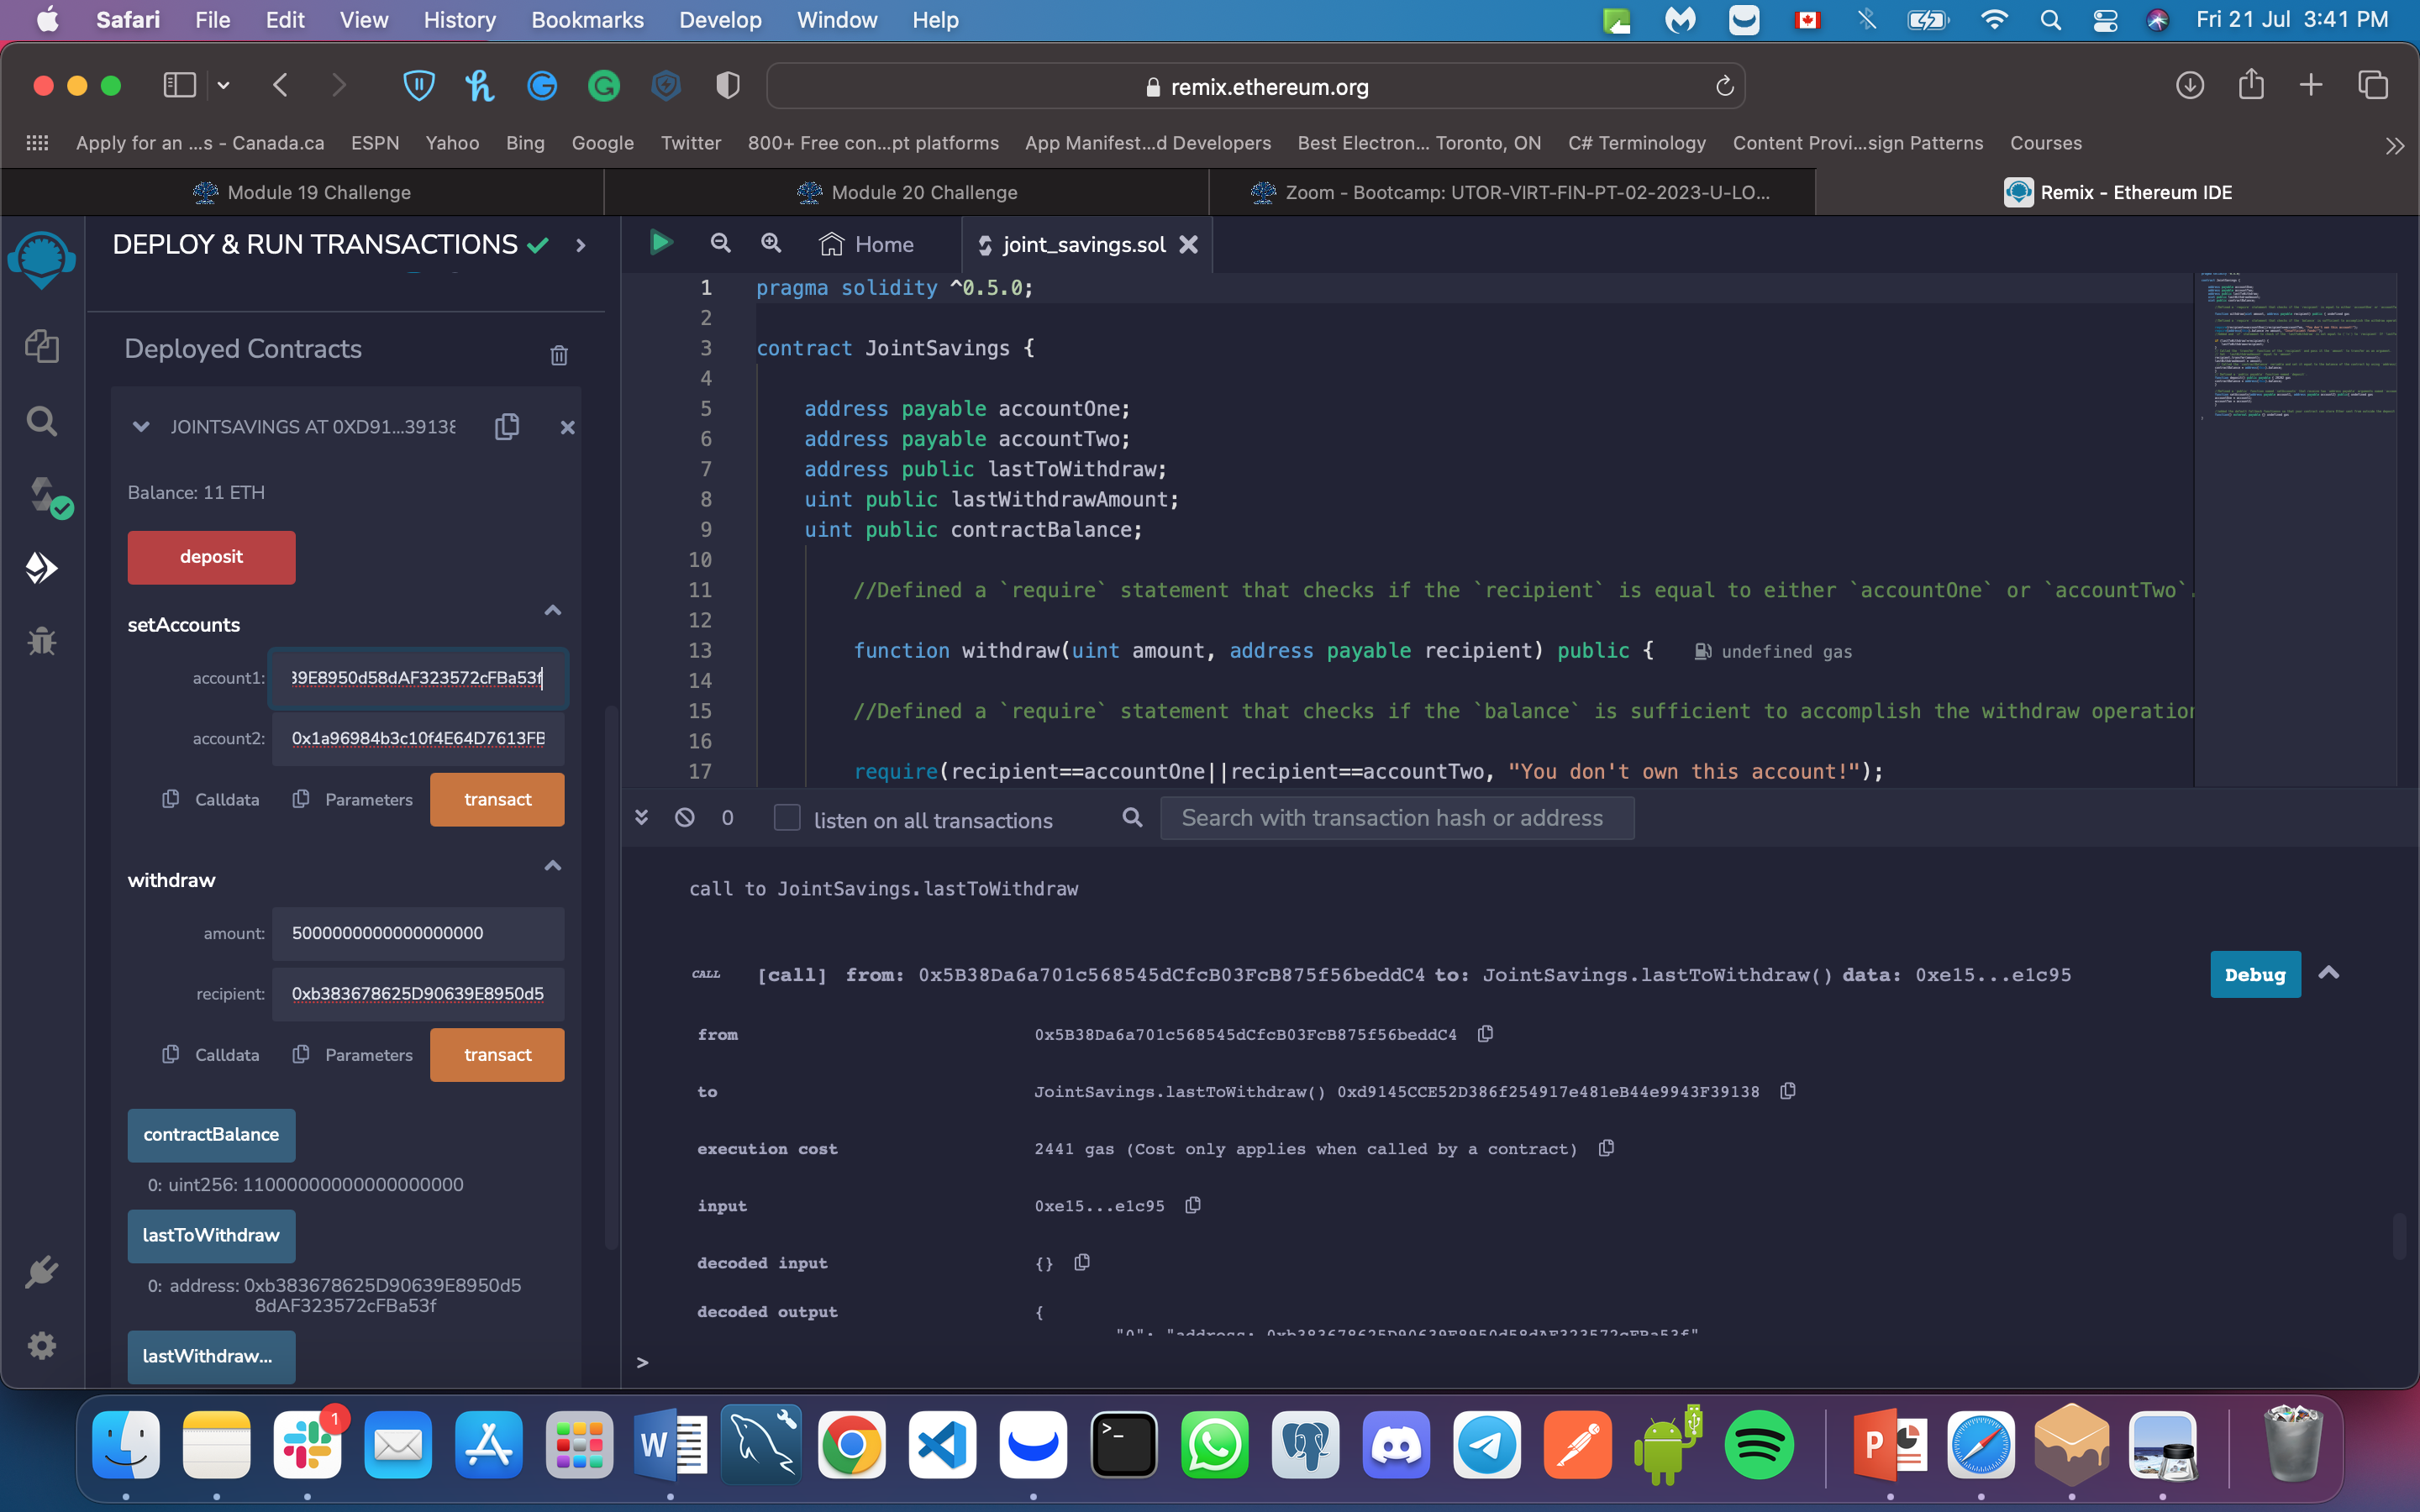 Safari File Edit View History Bookmarks Develop Window Help Fri 21 Jul 3:41 PM
remix.ethereum.org
Apply for an ...s - Canada.ca ESPN Yahoo Bing Google Twitter 800+ Free con...pt platforms App Manifest...d Developers Best Electron... Toronto, ON C# Terminology Content Provi...sign Patterns Courses
Module 19 Challenge Module 20 Challenge Zoom - Bootcamp: UTOR-VIRT-FIN-PT-02-2023-U-LO... Remix - Ethereum IDE
DEPLOY & RUN TRANSACTIONS
Deployed Contracts
JOINTSAVINGS AT 0XD91...39138
Balance: 11 ETH
deposit
setAccounts
account1: 39E8950d58dAF323572cFBa53f
account2: 0x1a96984b3c10f4E64D7613FB
Calldata Parameters transact
withdraw
amount: 5000000000000000000
recipient: 0xb383678625D90639E8950d5
Calldata Parameters transact
contractBalance
0: uint256: 11000000000000000000
lastToWithdraw
0: address: 0xb383678625D90639E8950d5
8dAF323572cFBa53f
lastWithdraw...
Home joint_savings.sol
1 pragma solidity ^0.5.0;
2
3 contract JointSavings {
4
5 address payable accountOne;
6 address payable accountTwo;
7 address public lastToWithdraw;
8 uint public lastWithdrawAmount;
9 uint public contractBalance;
10
11 //Defined a `require` statement that checks if the `recipient` is equal to either `accountOne` or `accountTwo`.
12
13 function withdraw(uint amount, address payable recipient) public { undefined gas
14
15 //Defined a `require` statement that checks if the `balance` is sufficient to accomplish the withdraw operation
16
17 require(recipient==accountOne||recipient==accountTwo, "You don't own this account!");
0 listen on all transactions Search with transaction hash or address
call to JointSavings.lastToWithdraw
CALL [call] from: 0x5B38Da6a701c568545dCfcB03FcB875f56beddC4 to: JointSavings.lastToWithdraw() data: 0xe15...e1c95 Debug
from 0x5B38Da6a701c568545dCfcB03FcB875f56beddC4
to JointSavings.lastToWithdraw() 0xd9145CCE52D386f254917e481eB44e9943F39138
execution cost 2441 gas (Cost only applies when called by a contract)
input 0xe15...e1c95
decoded input {}
decoded output {
"0": "address: 0xb383678625D90639E8950d58dAF323572cFBa53f"
>
1